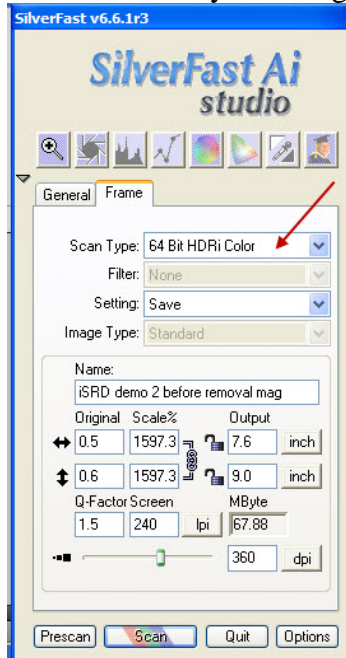 SilverFast v6.6.1r3
SilverFast Ai
studio
General Frame
Scan Type: 64 Bit HDRi Color
Filter: None
Setting: Save
Image Type: Standard
Name:
iSRD demo 2 before removal mag
Original Scale% Output
0.5 1597.3 7.6 inch
0.6 1597.3 9.0 inch
Q-Factor Screen MByte
1.5 240 lpi 67.88
360 dpi
Prescan Scan Quit Options